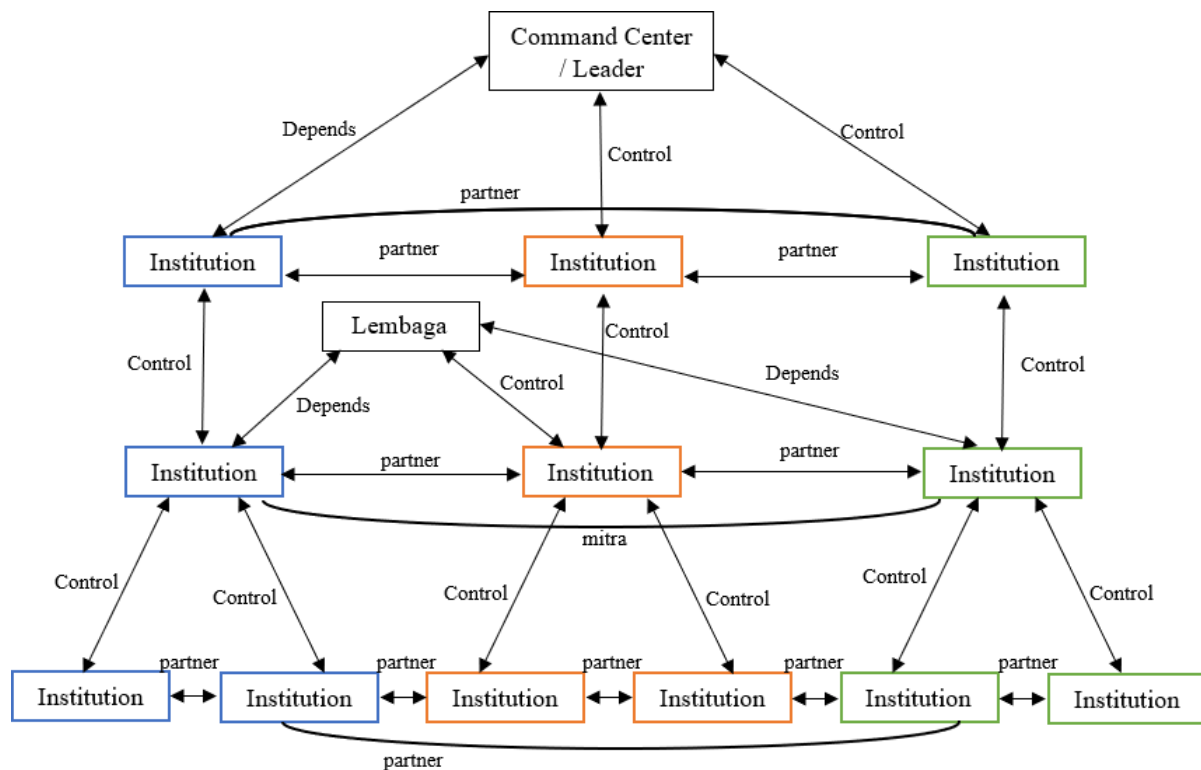 Command Center
/ Leader
Depends
Control
Control
partner
Institution
partner
Institution
partner
Institution
Lembaga
Control
Control
Control
Depends
Control
Depends
Institution
partner
Institution
partner
Institution
mitra
Control
Control
Control
Control
Control
Control
partner
partner
partner
partner
partner
Institution
Institution
Institution
Institution
Institution
Institution
partner